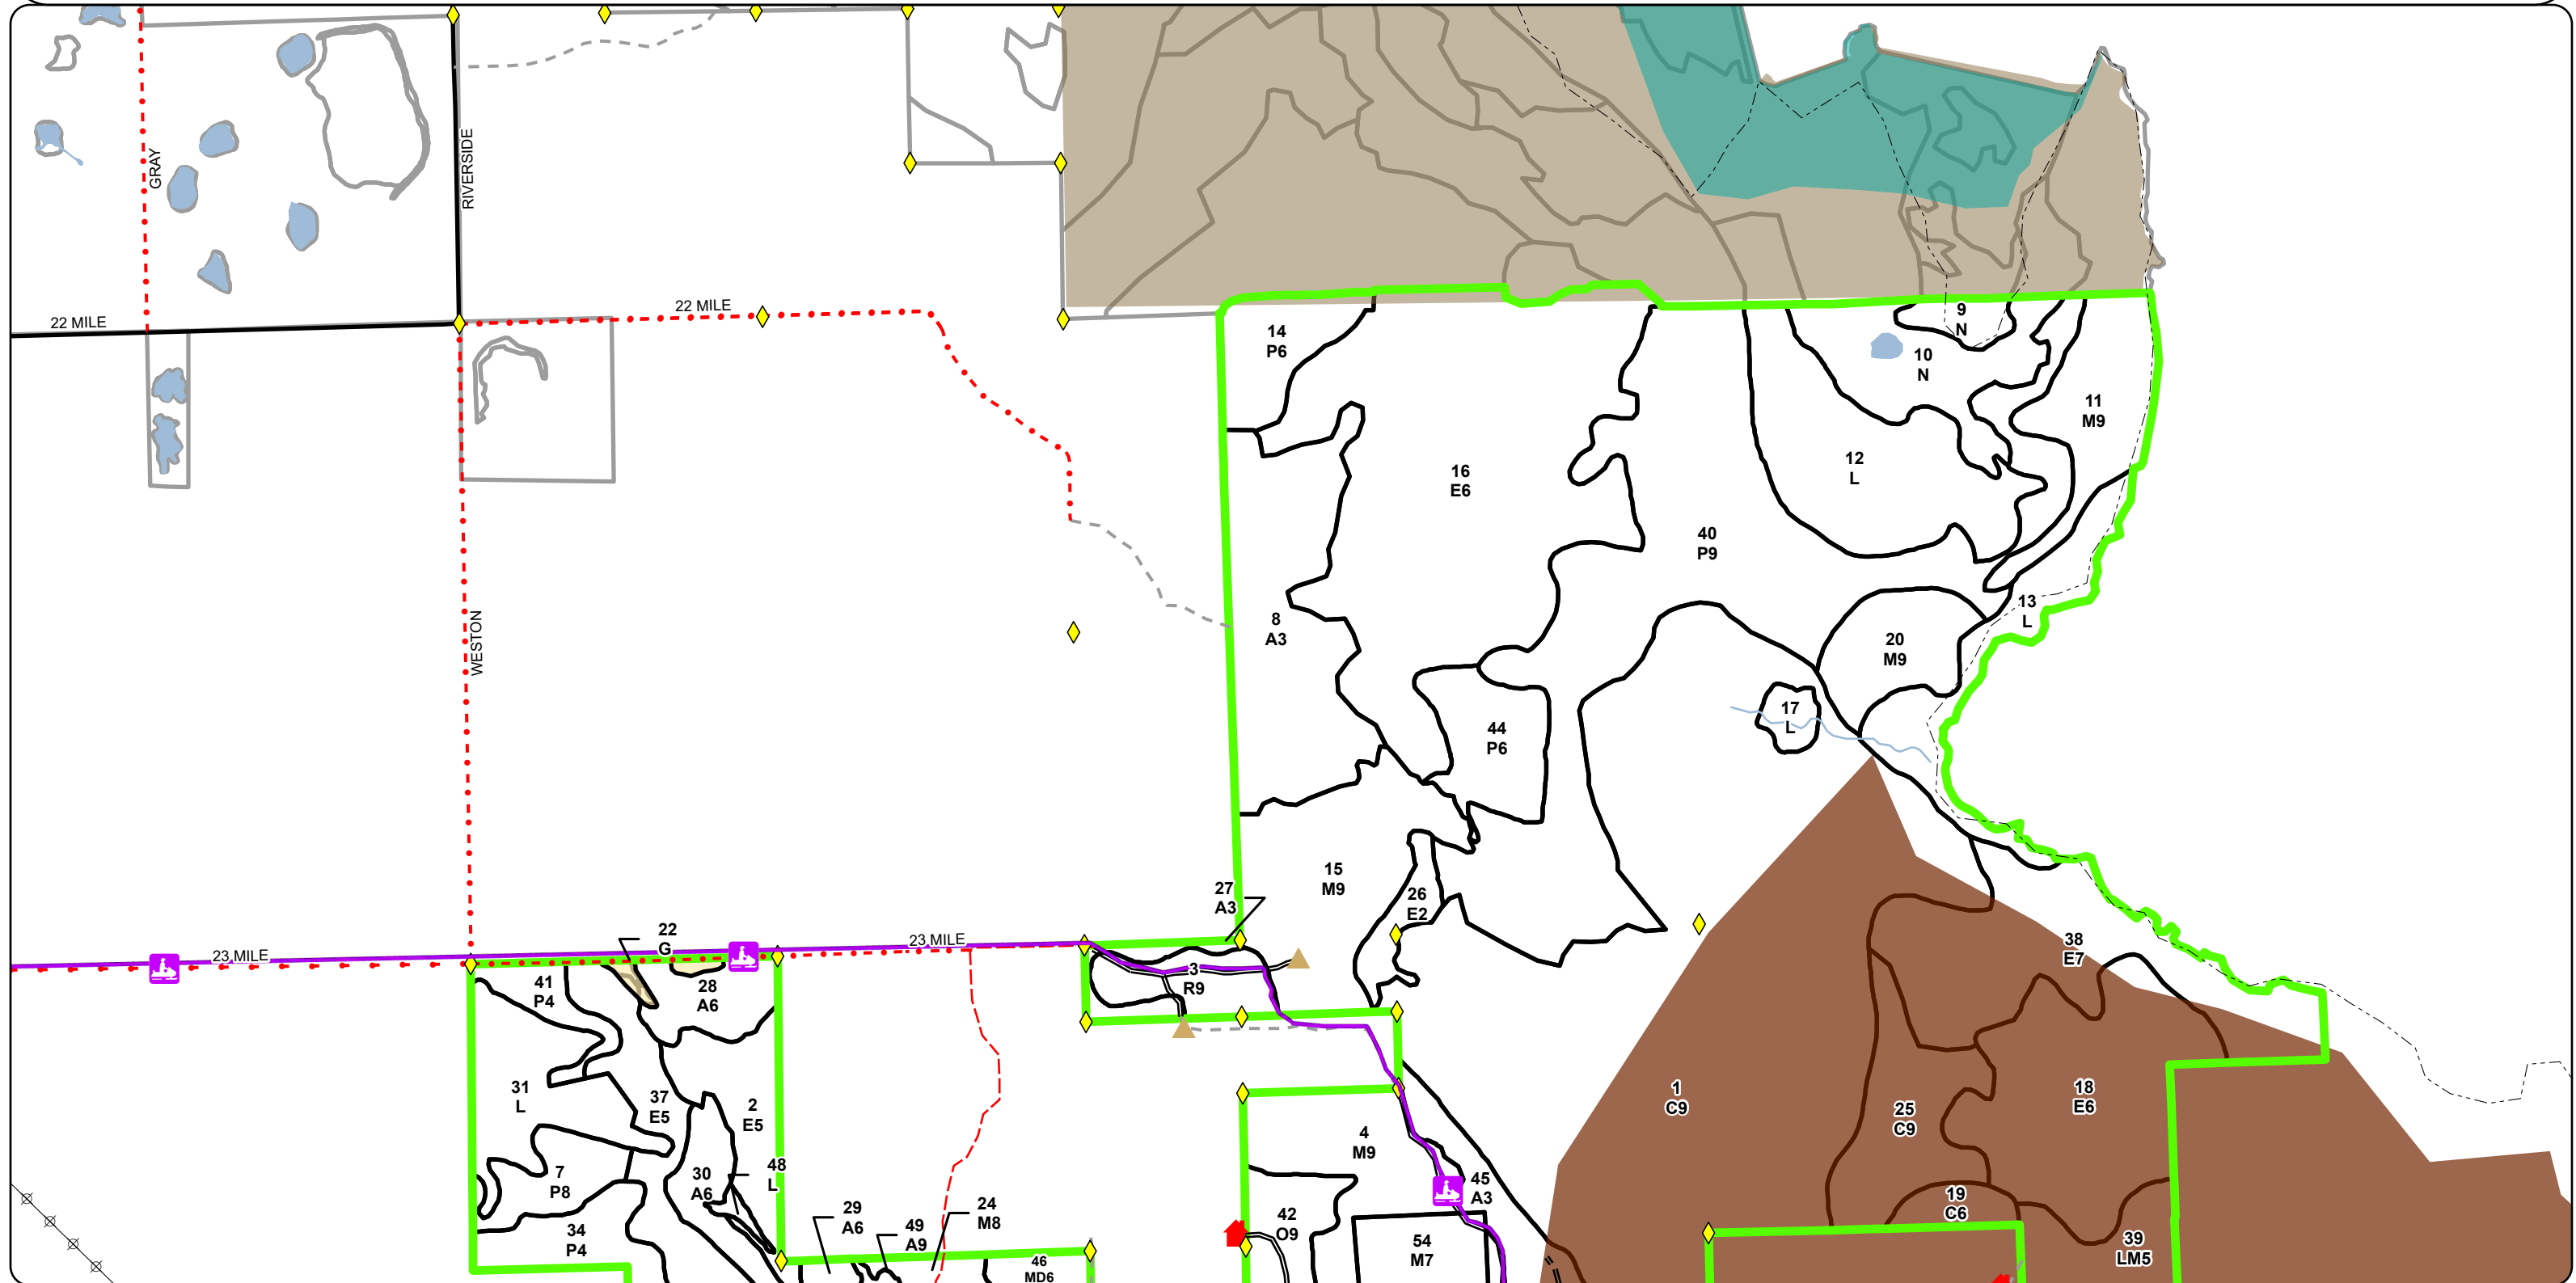 GRAY
RIVERSIDE
22 MILE
22 MILE
14
P6
9
N
10
N
11
M9
16
E6
12
L
40
P9
8
A3
13
L
WESTON
20
M9
17
L
44
P6
15
M9
27
A3
26
E2
22
G
23 MILE
23 MILE
38
E7
3
R9
41
P4
28
A6
31
L
37
E5
2
E5
1
C9
18
E6
25
C9
4
M9
7
P8
30
A6
48
L
45
A3
19
C6
29
A6
24
M8
42
O9
49
A9
34
P4
54
M7
39
LM5
46
MD6